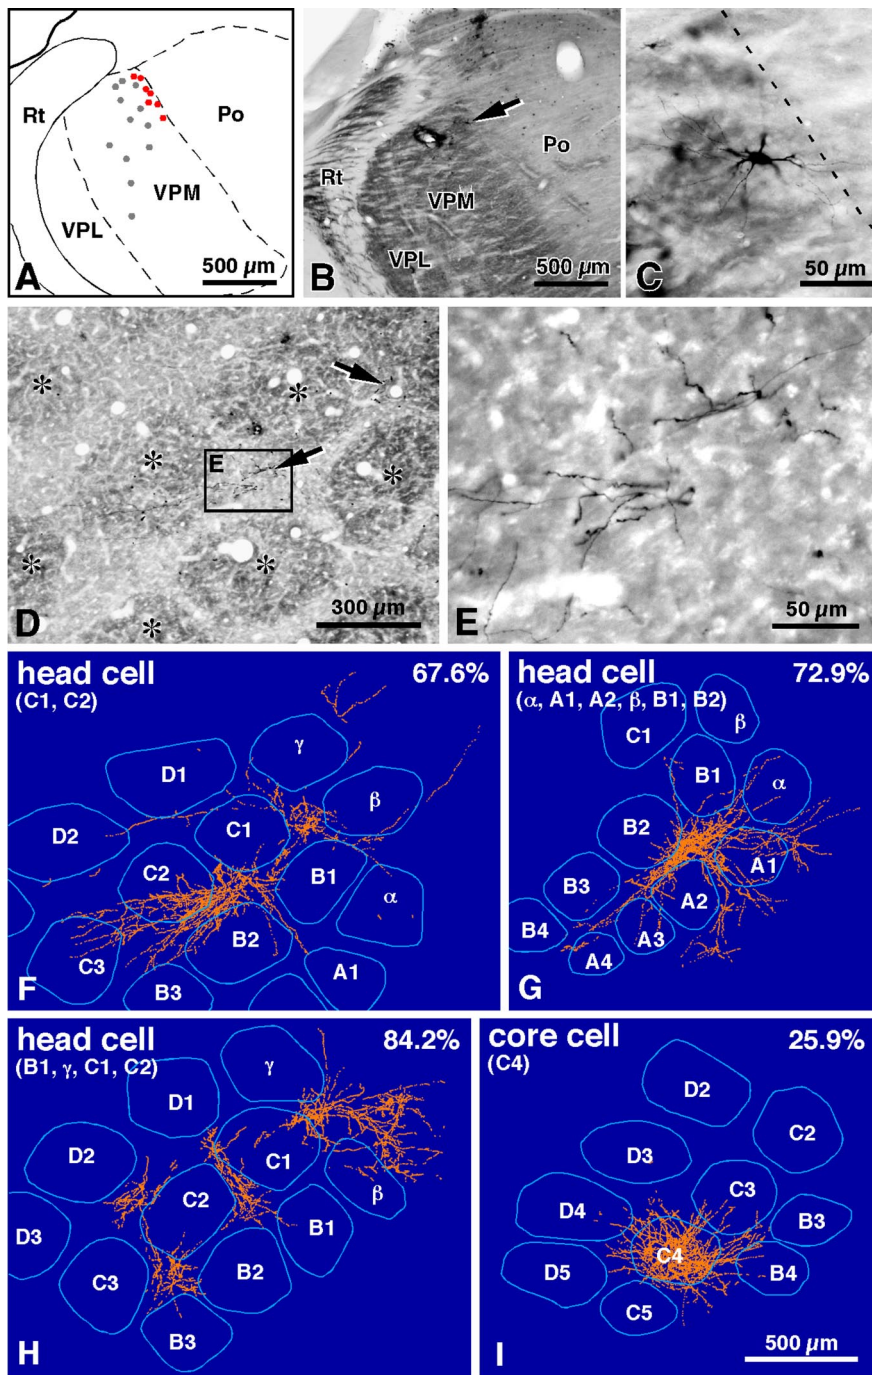 Rt
Po
VPM
VPL
A
500 µm
Po
Rt
VPM
VPL
B
500 µm
C
50 µm
*
*
*
*
E
*
*
*
D
300 µm
E
50 µm
head cell
67.6%
(C1, C2)
γ
D1
β
D2
C1
C2
B1
α
B2
C3
A1
B3
F
head cell
72.9%
(α, A1, A2, β, B1, B2)
C1
β
B1
α
B2
A1
B3
A2
B4
A3
A4
G
head cell
84.2%
(B1, γ, C1, C2)
γ
D1
C1
D2
β
C2
B1
D3
C3
B2
B3
H
core cell
25.9%
(C4)
D2
C2
D3
C3
D4
B3
C4
B4
D5
C5
I
500 µm